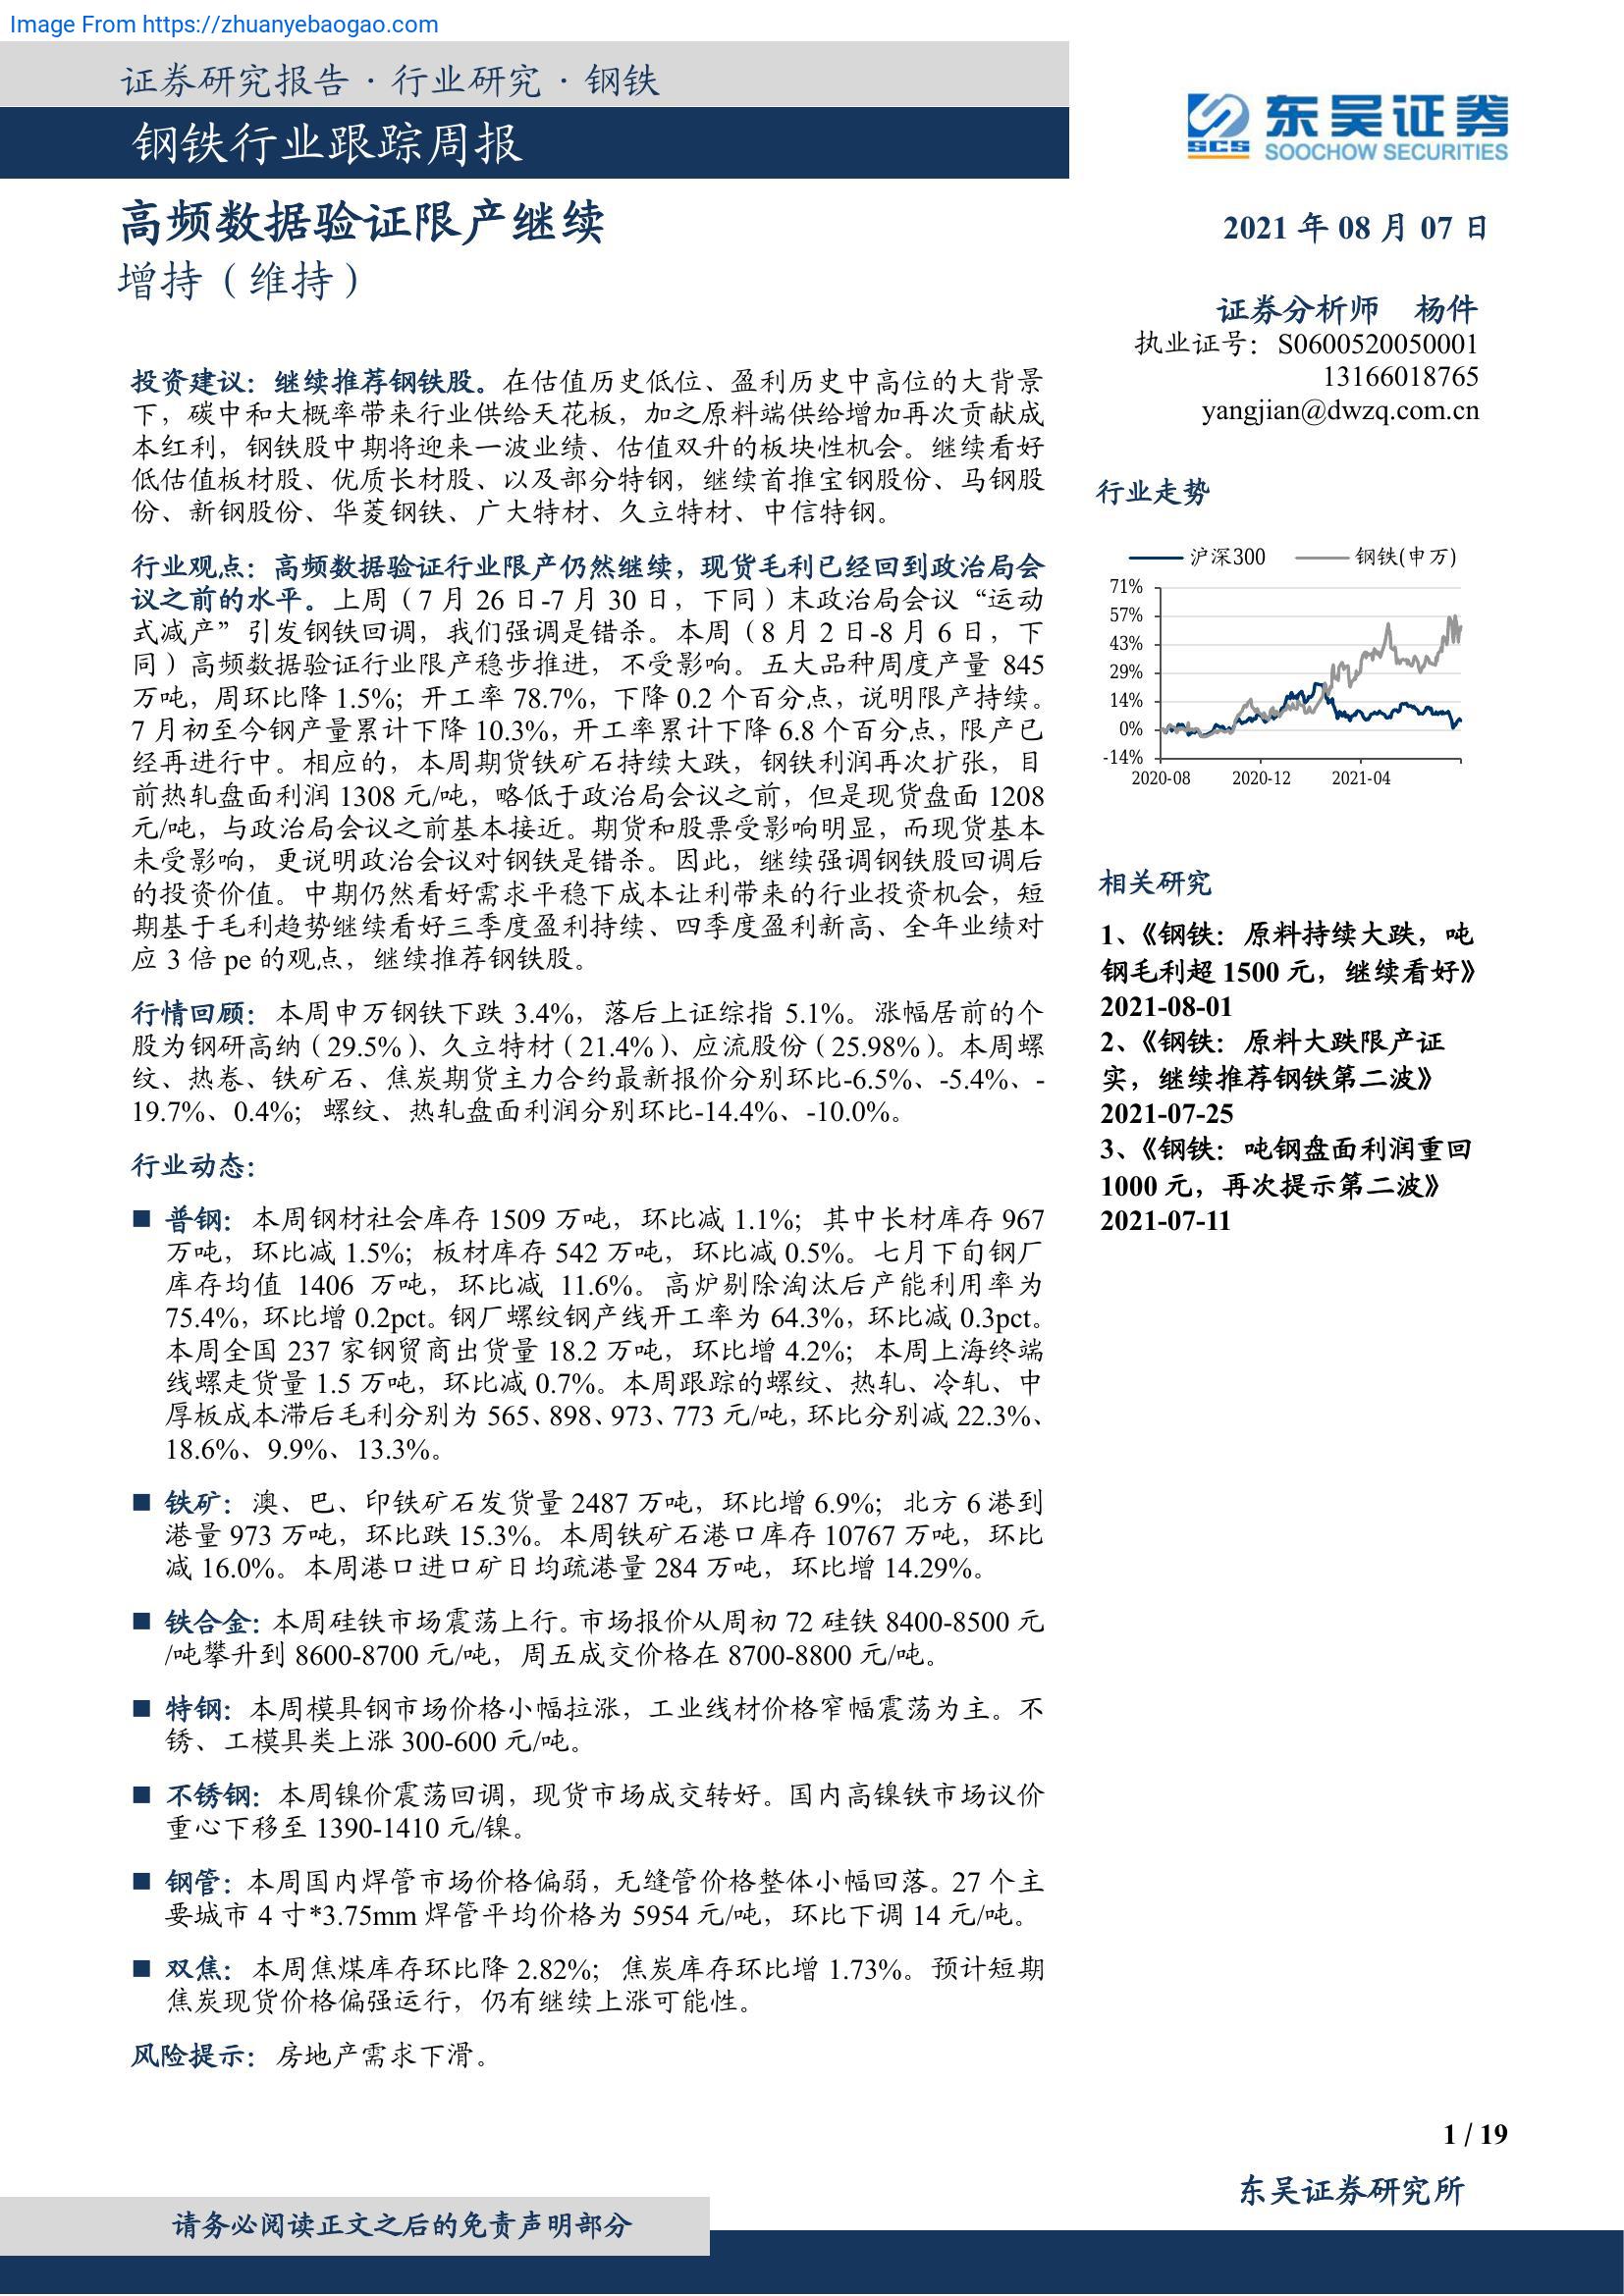 Image From https://zhuanyebaogao.com
证券研究报告 · 行业研究 · 钢铁
钢铁行业跟踪周报
东吴证券
SCS
SOOCHOW SECURITIES
高频数据验证限产继续
增持（维持）
2021 年 08 月 07 日
证券分析师 杨件
执业证号：S0600520050001
13166018765
yangjian@dwzq.com.cn
投资建议：继续推荐钢铁股。在估值历史低位、盈利历史中高位的大背景
下，碳中和大概率带来行业供给天花板，加之原料端供给增加再次贡献成
本红利，钢铁股中期将迎来一波业绩、估值双升的板块性机会。继续看好
低估值板材股、优质长材股、以及部分特钢，继续首推宝钢股份、马钢股
份、新钢股份、华菱钢铁、广大特材、久立特材、中信特钢。
行业观点：高频数据验证行业限产仍然继续，现货毛利已经回到政治局会
议之前的水平。上周（7 月 26 日-7 月 30 日，下同）末政治局会议“运动
式减产”引发钢铁回调，我们强调是错杀。本周（8 月 2 日-8 月 6 日，下
同）高频数据验证行业限产稳步推进，不受影响。五大品种周度产量 845
万吨，周环比降 1.5%；开工率 78.7%，下降 0.2 个百分点，说明限产持续。
7 月初至今钢产量累计下降 10.3%，开工率累计下降 6.8 个百分点，限产已
经再进行中。相应的，本周期货铁矿石持续大跌，钢铁利润再次扩张，目
前热轧盘面利润 1308 元/吨，略低于政治局会议之前，但是现货盘面 1208
元/吨，与政治局会议之前基本接近。期货和股票受影响明显，而现货基本
未受影响，更说明政治会议对钢铁是错杀。因此，继续强调钢铁股回调后
的投资价值。中期仍然看好需求平稳下成本让利带来的行业投资机会，短
期基于毛利趋势继续看好三季度盈利持续、四季度盈利新高、全年业绩对
应 3 倍 pe 的观点，继续推荐钢铁股。
行情回顾：本周申万钢铁下跌 3.4%，落后上证综指 5.1%。涨幅居前的个
股为钢研高纳（29.5%）、久立特材（21.4%）、应流股份（25.98%）。本周螺
纹、热卷、铁矿石、焦炭期货主力合约最新报价分别环比-6.5%、-5.4%、-
19.7%、0.4%；螺纹、热轧盘面利润分别环比-14.4%、-10.0%。
行业动态：
■ 普钢：本周钢材社会库存 1509 万吨，环比减 1.1%；其中长材库存 967
万吨，环比减 1.5%；板材库存 542 万吨，环比减 0.5%。七月下旬钢厂
库存均值 1406 万吨，环比减 11.6%。高炉剔除淘汰后产能利用率为
75.4%，环比增 0.2pct。钢厂螺纹钢产线开工率为 64.3%，环比减 0.3pct。
本周全国 237 家钢贸商出货量 18.2 万吨，环比增 4.2%；本周上海终端
线螺走货量 1.5 万吨，环比减 0.7%。本周跟踪的螺纹、热轧、冷轧、中
厚板成本滞后毛利分别为 565、898、973、773 元/吨，环比分别减 22.3%、
18.6%、9.9%、13.3%。
■ 铁矿：澳、巴、印铁矿石发货量 2487 万吨，环比增 6.9%；北方 6 港到
港量 973 万吨，环比跌 15.3%。本周铁矿石港口库存 10767 万吨，环比
减 16.0%。本周港口进口矿日均疏港量 284 万吨，环比增 14.29%。
■ 铁合金：本周硅铁市场震荡上行。市场报价从周初 72 硅铁 8400-8500 元
/吨攀升到 8600-8700 元/吨，周五成交价格在 8700-8800 元/吨。
■ 特钢：本周模具钢市场价格小幅拉涨，工业线材价格窄幅震荡为主。不
锈、工模具类上涨 300-600 元/吨。
■ 不锈钢：本周镍价震荡回调，现货市场成交转好。国内高镍铁市场议价
重心下移至 1390-1410 元/镍。
■ 钢管：本周国内焊管市场价格偏弱，无缝管价格整体小幅回落。27 个主
要城市 4 寸*3.75mm 焊管平均价格为 5954 元/吨，环比下调 14 元/吨。
■ 双焦：本周焦煤库存环比降 2.82%；焦炭库存环比增 1.73%。预计短期
焦炭现货价格偏强运行，仍有继续上涨可能性。
风险提示：房地产需求下滑。
行业走势
沪深300 钢铁(申万)
71%
57%
43%
29%
14%
0%
-14%
2020-08 2020-12 2021-04
相关研究
1、《钢铁：原料持续大跌，吨
钢毛利超 1500 元，继续看好》
2021-08-01
2、《钢铁：原料大跌限产证
实，继续推荐钢铁第二波》
2021-07-25
3、《钢铁：吨钢盘面利润重回
1000 元，再次提示第二波》
2021-07-11
1 / 19
东吴证券研究所
请务必阅读正文之后的免责声明部分